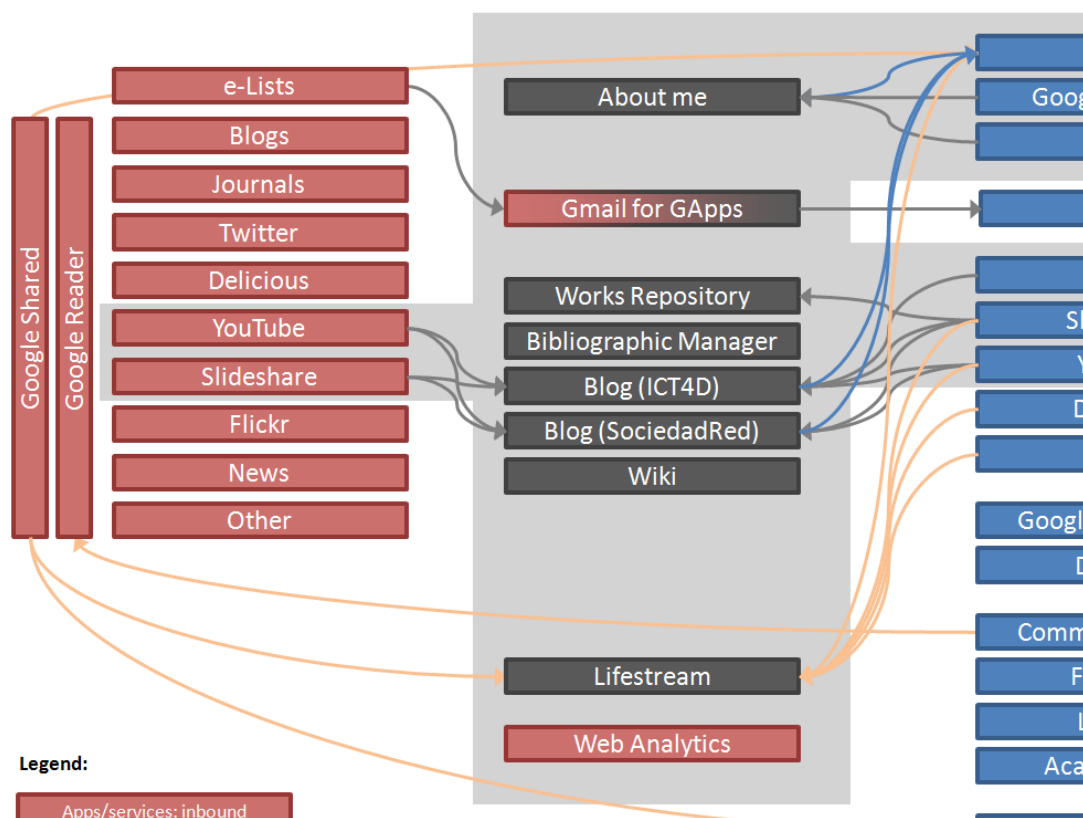 Google Shared
Google Reader
e-Lists
Blogs
Journals
Twitter
Delicious
YouTube
Slideshare
Flickr
News
Other
About me
Gmail for GApps
Works Repository
Bibliographic Manager
Blog (ICT4D)
Blog (SociedadRed)
Wiki
Lifestream
Web Analytics
Legend:
Apps/services: inbound